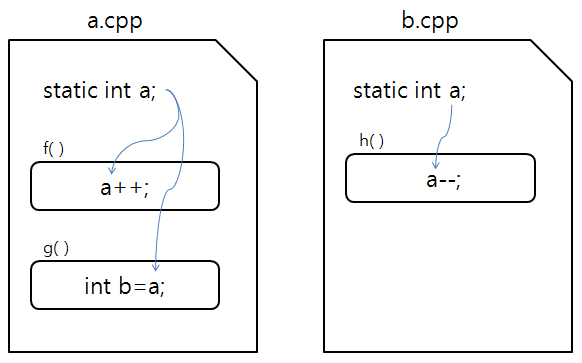 a.cpp
static int a;
f( )
a++;
g( )
int b=a;
b.cpp
static int a;
h( )
a--;